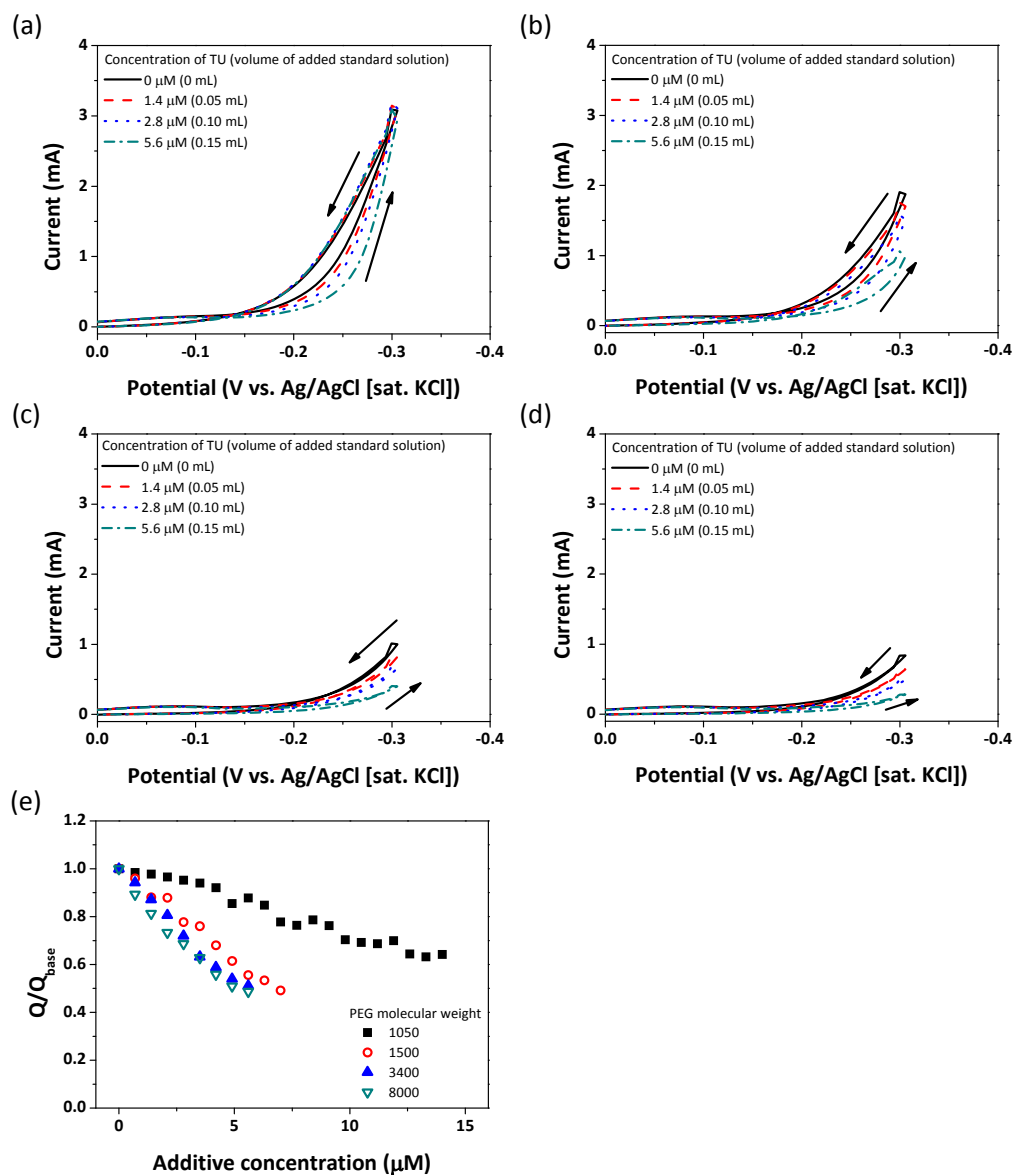 (a)
Concentration of TU (volume of added standard solution)
0 μM (0 mL)
1.4 μM (0.05 mL)
2.8 μM (0.10 mL)
5.6 μM (0.15 mL)
4
3
2
1
0
Current (mA)
0.0 -0.1 -0.2 -0.3 -0.4
Potential (V vs. Ag/AgCl [sat. KCl])
(b)
Concentration of TU (volume of added standard solution)
0 μM (0 mL)
1.4 μM (0.05 mL)
2.8 μM (0.10 mL)
5.6 μM (0.15 mL)
4
3
2
1
0
Current (mA)
0.0 -0.1 -0.2 -0.3 -0.4
Potential (V vs. Ag/AgCl [sat. KCl])
(c)
Concentration of TU (volume of added standard solution)
0 μM (0 mL)
1.4 μM (0.05 mL)
2.8 μM (0.10 mL)
5.6 μM (0.15 mL)
4
3
2
1
0
Current (mA)
0.0 -0.1 -0.2 -0.3 -0.4
Potential (V vs. Ag/AgCl [sat. KCl])
(d)
Concentration of TU (volume of added standard solution)
0 μM (0 mL)
1.4 μM (0.05 mL)
2.8 μM (0.10 mL)
5.6 μM (0.15 mL)
4
3
2
1
0
Current (mA)
0.0 -0.1 -0.2 -0.3 -0.4
Potential (V vs. Ag/AgCl [sat. KCl])
(e)
1.2
1.0
0.8
0.6
0.4
0.2
0.0
Q/Q_base
PEG molecular weight
1050
1500
3400
8000
0 5 10 15
Additive concentration (μM)